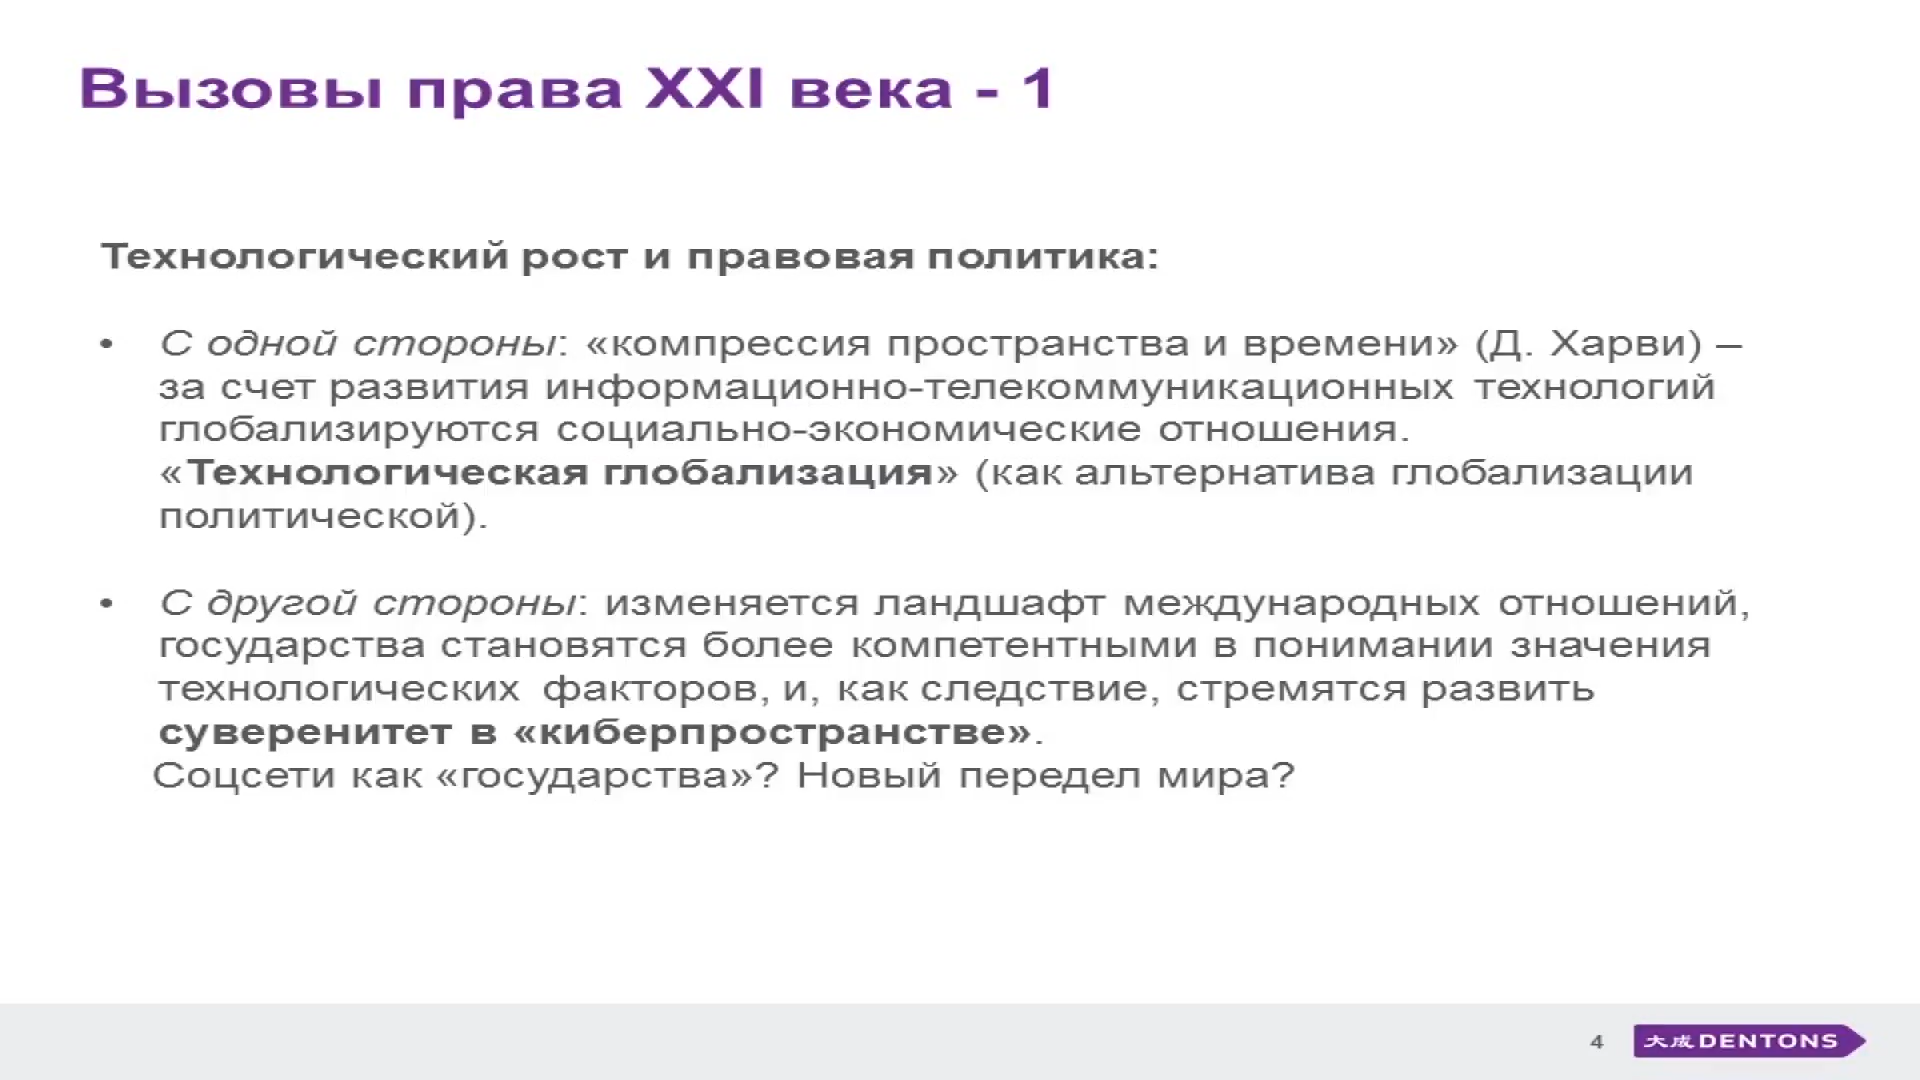 Вызовы права XXI века - 1
Технологический рост и правовая политика:
• С одной стороны: «компрессия пространства и времени» (Д. Харви) –
за счет развития информационно-телекоммуникационных технологий
глобализируются социально-экономические отношения.
«Технологическая глобализация» (как альтернатива глобализации
политической).
• С другой стороны: изменяется ландшафт международных отношений,
государства становятся более компетентными в понимании значения
технологических факторов, и, как следствие, стремятся развить
суверенитет в «киберпространстве».
Соцсети как «государства»? Новый передел мира?
4 大成 DENTONS